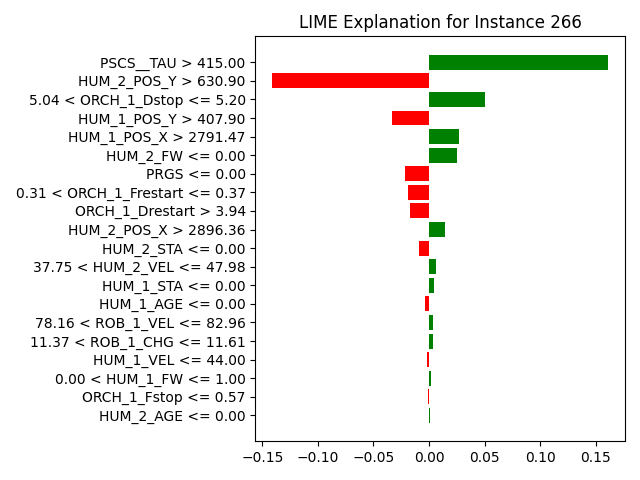 LIME Explanation for Instance 266
PSCS__TAU > 415.00
HUM_2_POS_Y > 630.90
5.04 < ORCH_1_Dstop <= 5.20
HUM_1_POS_Y > 407.90
HUM_1_POS_X > 2791.47
HUM_2_FW <= 0.00
PRGS <= 0.00
0.31 < ORCH_1_Frestart <= 0.37
ORCH_1_Drestart > 3.94
HUM_2_POS_X > 2896.36
HUM_2_STA <= 0.00
37.75 < HUM_2_VEL <= 47.98
HUM_1_STA <= 0.00
HUM_1_AGE <= 0.00
78.16 < ROB_1_VEL <= 82.96
11.37 < ROB_1_CHG <= 11.61
HUM_1_VEL <= 44.00
0.00 < HUM_1_FW <= 1.00
ORCH_1_Fstop <= 0.57
HUM_2_AGE <= 0.00
−0.15 −0.10 −0.05 0.00 0.05 0.10 0.15